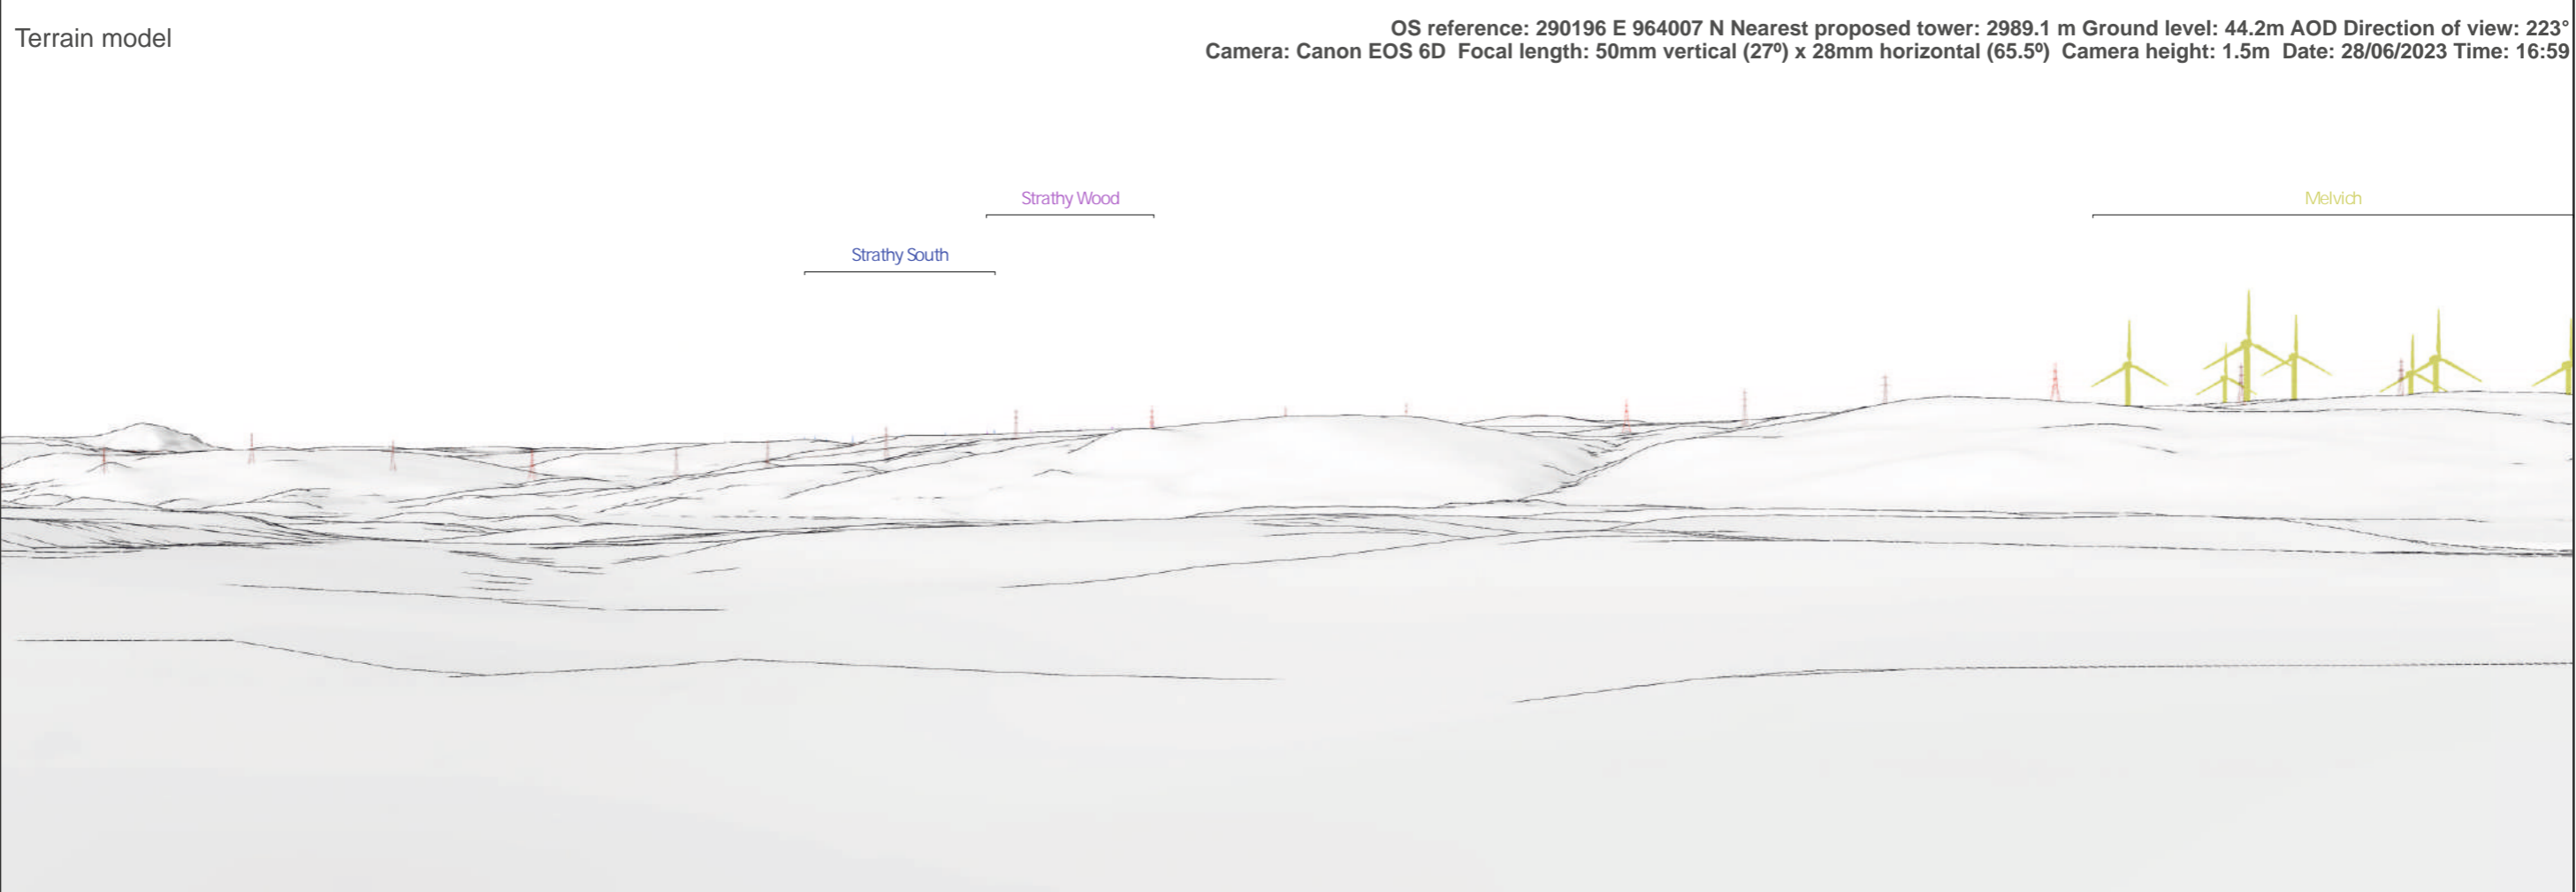 Terrain model
OS reference: 290196 E 964007 N Nearest proposed tower: 2989.1 m Ground level: 44.2m AOD Direction of view: 223°
Camera: Canon EOS 6D  Focal length: 50mm vertical (27º) x 28mm horizontal (65.5º)  Camera height: 1.5m  Date: 28/06/2023 Time: 16:59
Strathy Wood
Melvich
Strathy South